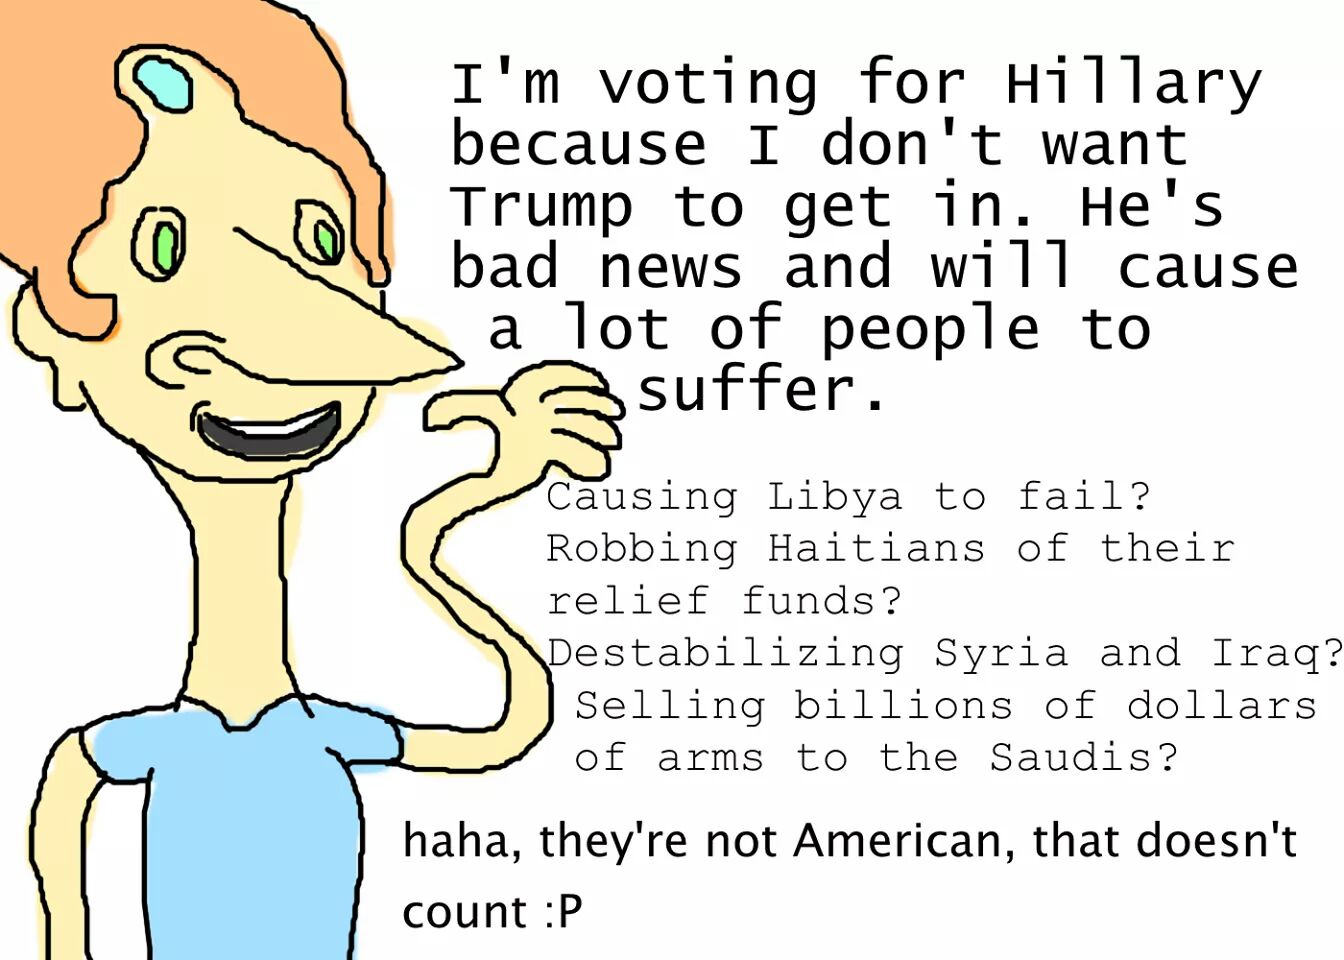 I'm voting for Hillary
because I don't want
Trump to get in. He's
bad news and will cause
a lot of people to
suffer.
Causing Libya to fail?
Robbing Haitians of their
relief funds?
Destabilizing Syria and Iraq?
Selling billions of dollars
of arms to the Saudis?
haha, they're not American, that doesn't
count :P